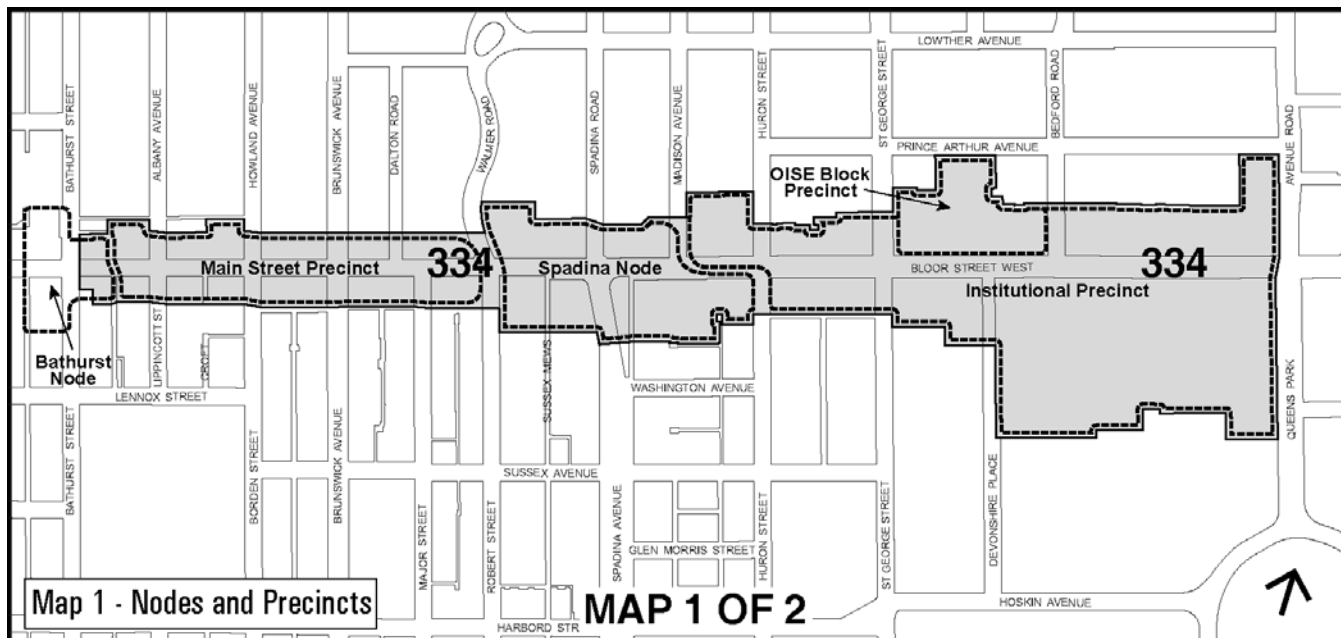 LOWTHER AVENUE
BATHURST STREET
ALBANY AVENUE
HOWLAND AVENUE
BRUNSWICK AVENUE
DALTON ROAD
WALMER ROAD
SPADINA ROAD
MADISON AVENUE
HURON STREET
ST GEORGE STREET
BEDFORD ROAD
AVENUE ROAD
PRINCE ARTHUR AVENUE
OISE Block
Precinct
Main Street Precinct
334
Spadina Node
BLOOR STREET WEST
334
Institutional Precinct
Bathurst
Node
LIPPINCOTT ST
CROFT
LENNOX STREET
SUSSEX MEWS
WASHINGTON AVENUE
QUEENS PARK
BATHURST STREET
BORDEN STREET
BRUNSWICK AVENUE
MAJOR STREET
ROBERT STREET
SUSSEX AVENUE
SPADINA AVENUE
GLEN MORRIS STREET
HURON STREET
ST GEORGE STREET
DEVONSHIRE PLACE
HOSKIN AVENUE
HARBORD STR
Map 1 - Nodes and Precincts
MAP 1 OF 2